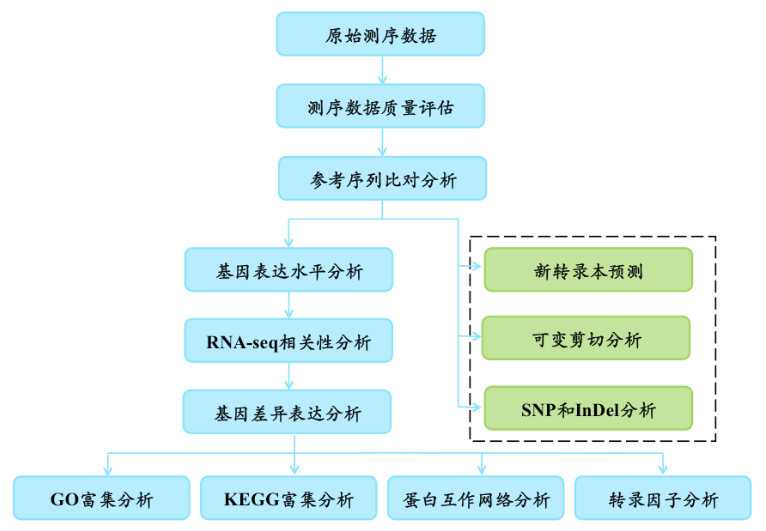 原始测序数据
测序数据质量评估
参考序列比对分析
基因表达水平分析
新转录本预测
RNA-seq相关性分析
可变剪切分析
基因差异表达分析
SNP和InDel分析
GO富集分析
KEGG富集分析
蛋白互作网络分析
转录因子分析